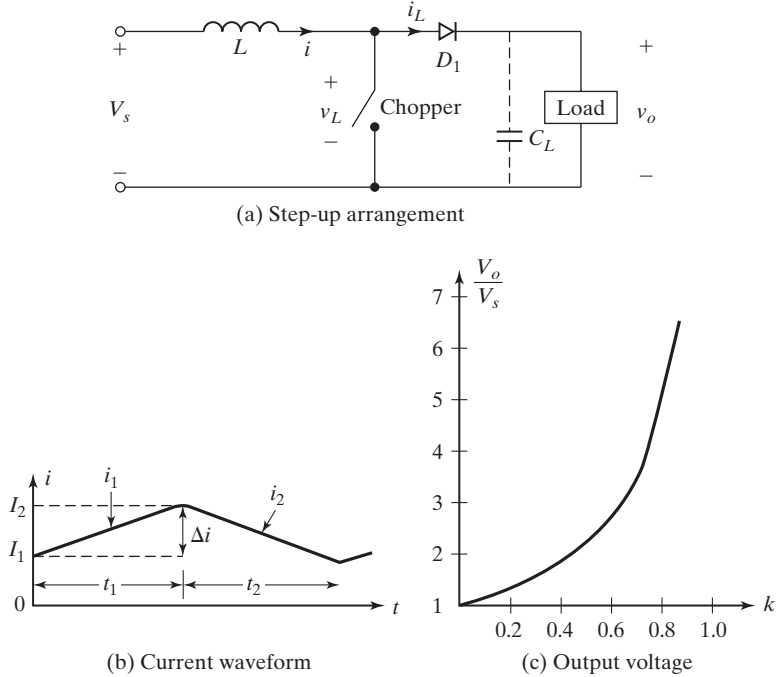 L
i
i_L
D_1
+
+
+
V_s
v_L
Chopper
C_L
Load
v_o
−
−
−
(a) Step-up arrangement
V_o
V_s
7
6
5
4
3
2
1
0.2 0.4 0.6 0.8 1.0
k
(c) Output voltage
i
i_1
i_2
I_2
I_1
Δi
t_1
t_2
0
t
(b) Current waveform